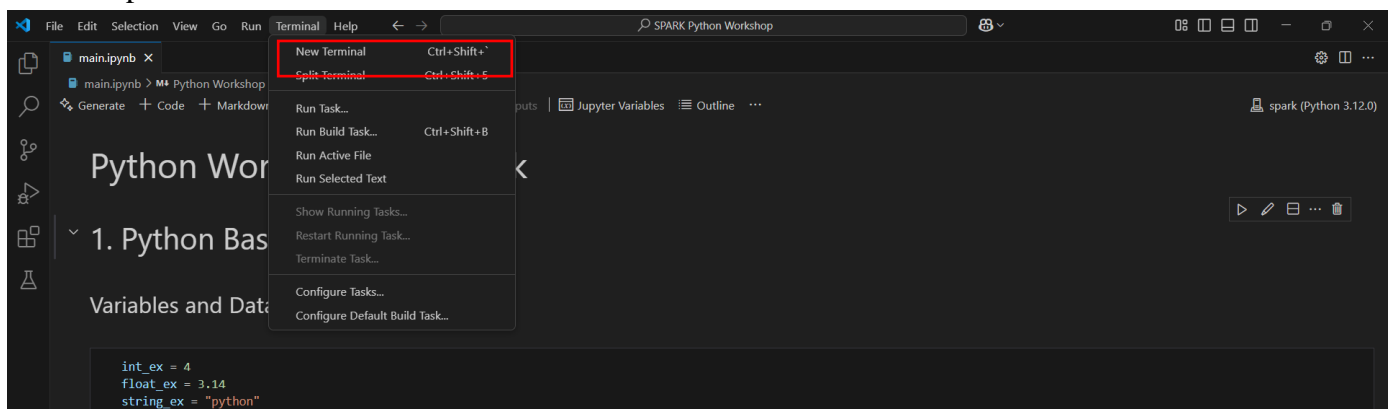 File Edit Selection View Go Run Terminal Help SPARK Python Workshop
main.ipynb
main.ipynb > M↓ Python Workshop
Generate + Code + Markdown
Jupyter Variables Outline ...
spark (Python 3.12.0)
New Terminal Ctrl+Shift+`
Split Terminal Ctrl+Shift+5
Run Task...
Run Build Task... Ctrl+Shift+B
Run Active File
Run Selected Text
Show Running Tasks...
Restart Running Task...
Terminate Task...
Configure Tasks...
Configure Default Build Task...
Python Wor
1. Python Bas
Variables and Data
int_ex = 4
float_ex = 3.14
string_ex = "python"